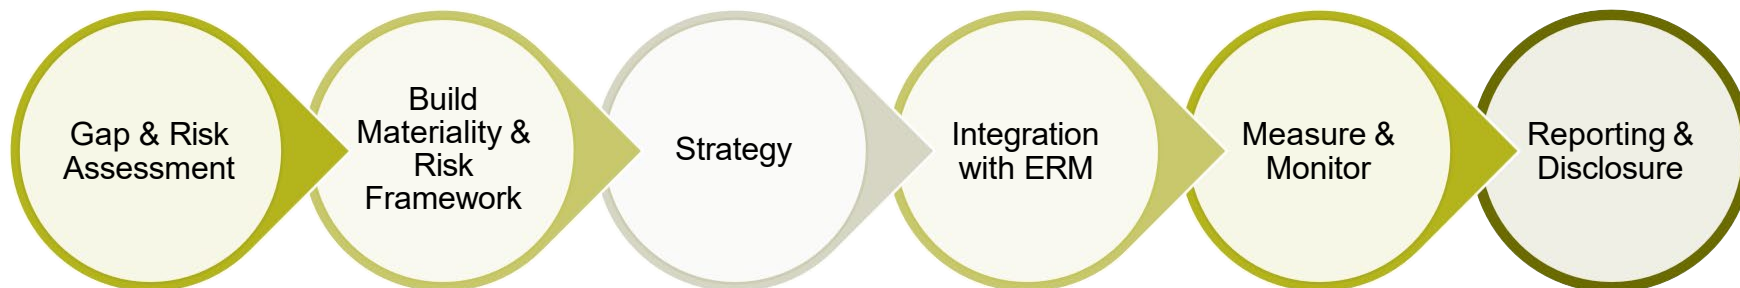 Gap & Risk
Assessment
Build
Materiality &
Risk
Framework
Strategy
Integration
with ERM
Measure &
Monitor
Reporting &
Disclosure